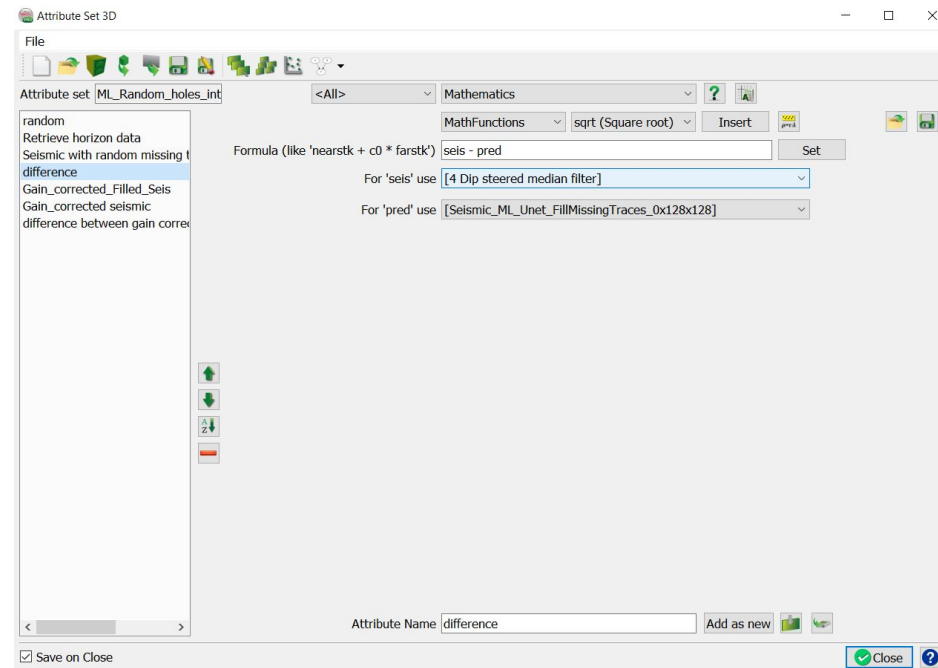 Attribute Set 3D
File
Attribute set ML_Random_holes_int <All> Mathematics ?
MathFunctions sqrt (Square root) Insert
Formula (like 'nearstk + c0 * farstk') seis - pred Set
For 'seis' use [4 Dip steered median filter]
For 'pred' use [Seismic_ML_Unet_FillMissingTraces_0x128x128]
random
Retrieve horizon data
Seismic with random missing t
difference
Gain_corrected_Filled_Seis
Gain_corrected seismic
difference between gain corre
A
Z
Attribute Name difference Add as new
Save on Close Close ?